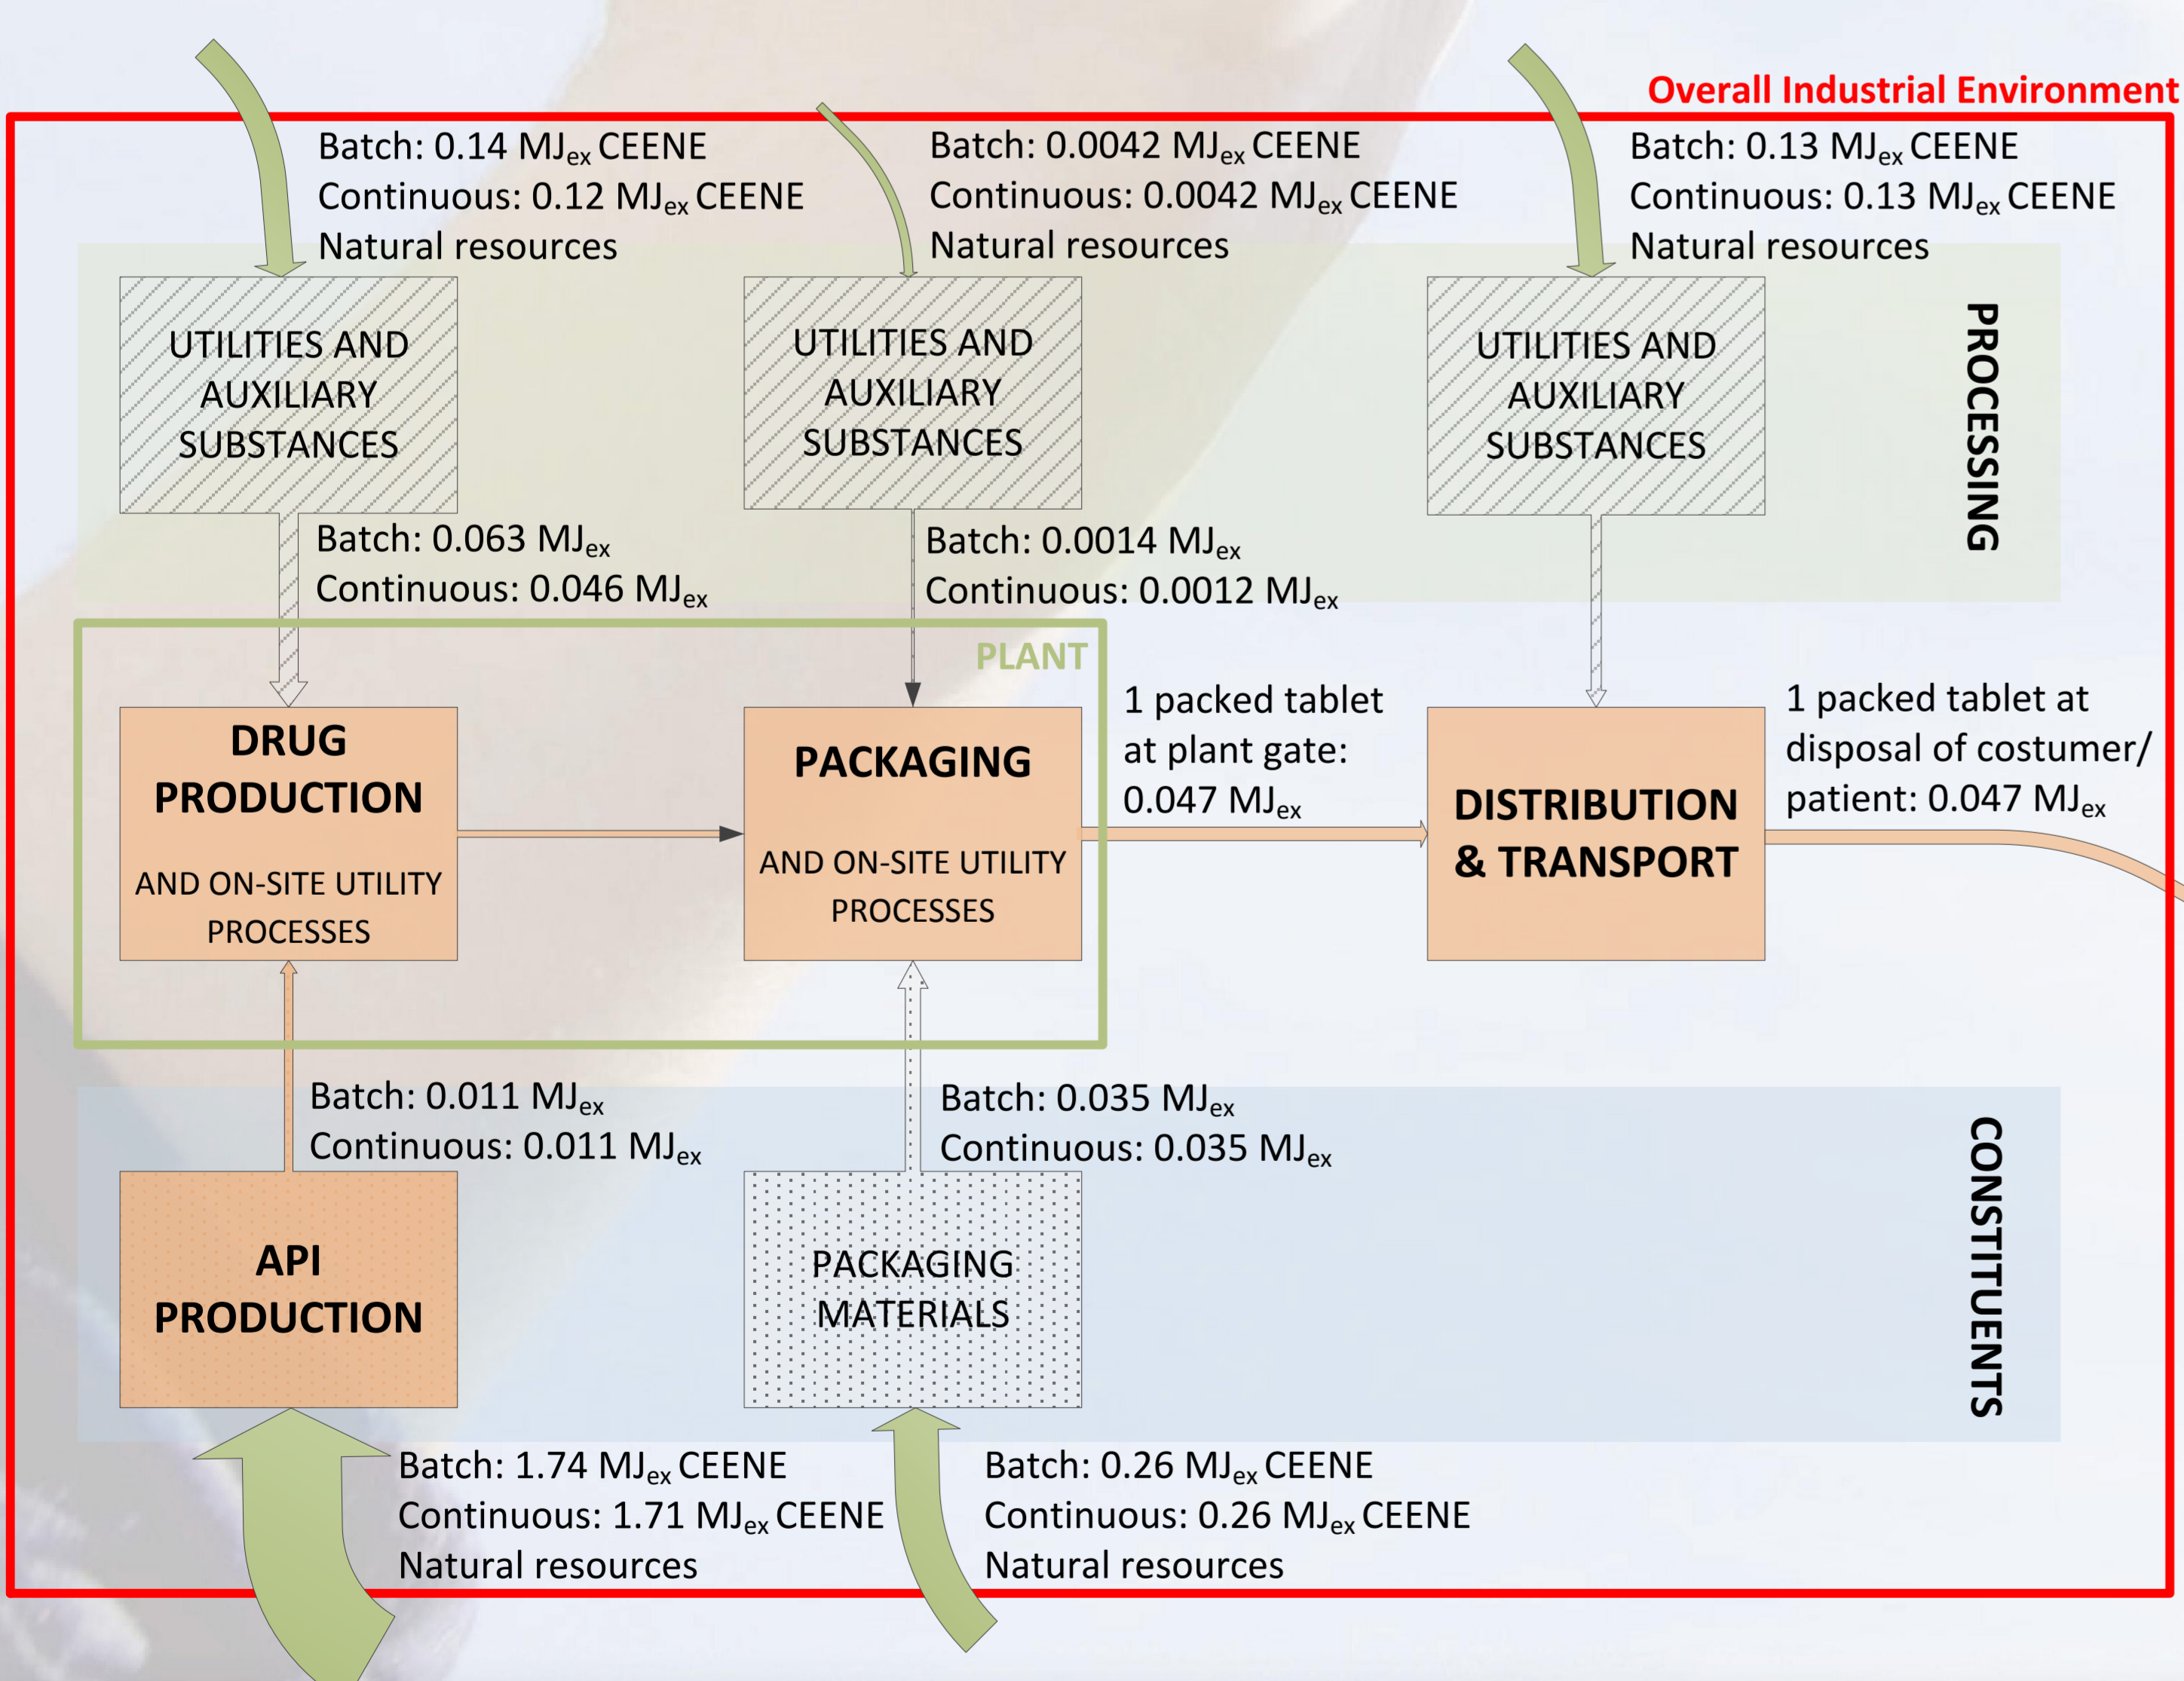 Overall Industrial Environment
Batch: 0.14 MJex CEENE
Continuous: 0.12 MJex CEENE
Natural resources
Batch: 0.0042 MJex CEENE
Continuous: 0.0042 MJex CEENE
Natural resources
Batch: 0.13 MJex CEENE
Continuous: 0.13 MJex CEENE
Natural resources
UTILITIES AND
AUXILIARY
SUBSTANCES
UTILITIES AND
AUXILIARY
SUBSTANCES
UTILITIES AND
AUXILIARY
SUBSTANCES
PROCESSING
Batch: 0.063 MJex
Continuous: 0.046 MJex
Batch: 0.0014 MJex
Continuous: 0.0012 MJex
PLANT
DRUG
PRODUCTION
AND ON-SITE UTILITY
PROCESSES
PACKAGING
AND ON-SITE UTILITY
PROCESSES
1 packed tablet
at plant gate:
0.047 MJex
DISTRIBUTION
& TRANSPORT
1 packed tablet at
disposal of costumer/
patient: 0.047 MJex
Batch: 0.011 MJex
Continuous: 0.011 MJex
Batch: 0.035 MJex
Continuous: 0.035 MJex
API
PRODUCTION
PACKAGING
MATERIALS
CONSTITUENTS
Batch: 1.74 MJex CEENE
Continuous: 1.71 MJex CEENE
Natural resources
Batch: 0.26 MJex CEENE
Continuous: 0.26 MJex CEENE
Natural resources